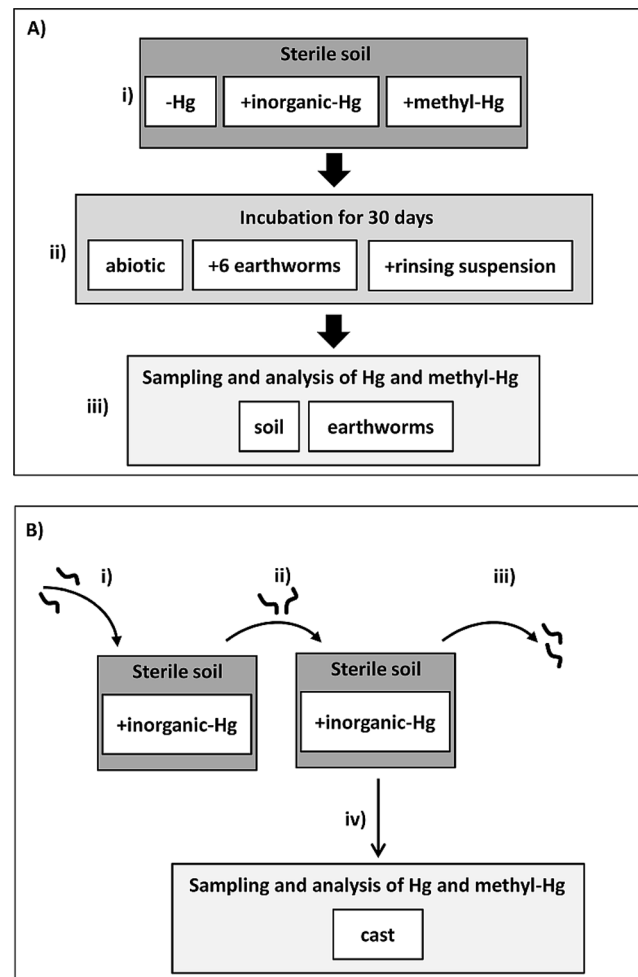 A)
Sterile soil
i)
-Hg +inorganic-Hg +methyl-Hg
Incubation for 30 days
ii)
abiotic +6 earthworms +rinsing suspension
Sampling and analysis of Hg and methyl-Hg
iii)
soil earthworms
B)
i) ii) iii)
Sterile soil Sterile soil
+inorganic-Hg +inorganic-Hg
iv)
Sampling and analysis of Hg and methyl-Hg
cast